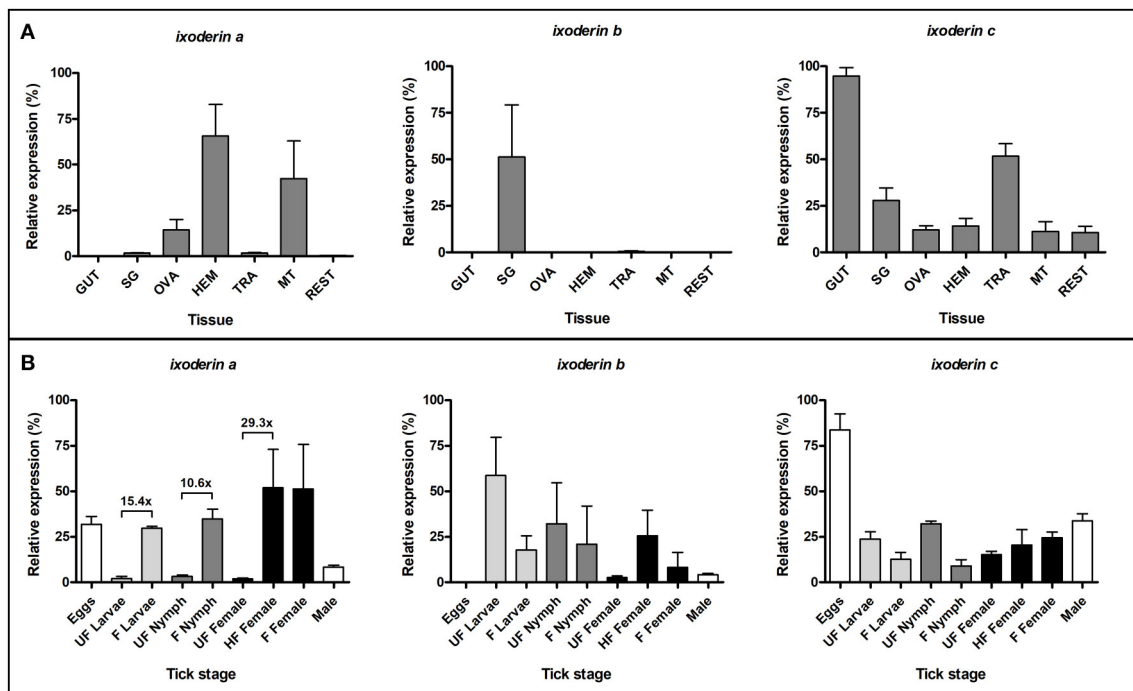 A
ixoderin a
Relative expression (%)
100
75
50
25
0
GUT SG OVA HEM TRA MT REST
Tissue
ixoderin b
Relative expression (%)
100
75
50
25
0
GUT SG OVA HEM TRA MT REST
Tissue
ixoderin c
Relative expression (%)
100
75
50
25
0
GUT SG OVA HEM TRA MT REST
Tissue
B
ixoderin a
Relative expression (%)
100
75
50
25
0
15.4x
10.6x
29.3x
Eggs UF Larvae F Larvae UF Nymph F Nymph UF Female HF Female F Female Male
Tick stage
ixoderin b
Relative expression (%)
100
75
50
25
0
Eggs UF Larvae F Larvae UF Nymph F Nymph UF Female HF Female F Female Male
Tick stage
ixoderin c
Relative expression (%)
100
75
50
25
0
Eggs UF Larvae F Larvae UF Nymph F Nymph UF Female HF Female F Female Male
Tick stage